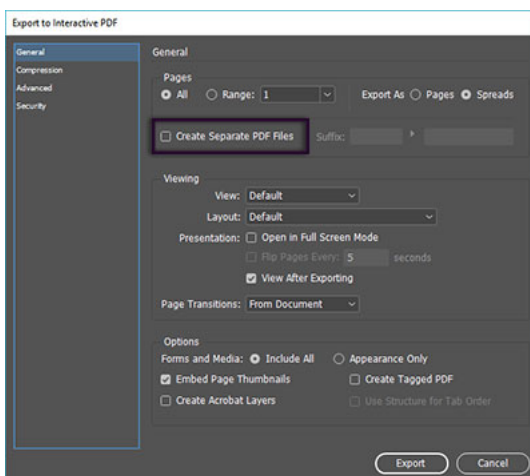 Export to Interactive PDF
General
Compression
Advanced
Security
General
Pages
All Range: 1 Export As Pages Spreads
Create Separate PDF Files Suffix:
Viewing
View: Default
Layout: Default
Presentation: Open in Full Screen Mode
Flip Pages Every: 5 seconds
View After Exporting
Page Transitions: From Document
Options
Forms and Media: Include All Appearance Only
Embed Page Thumbnails Create Tagged PDF
Create Acrobat Layers Use Structure for Tab Order
Export Cancel